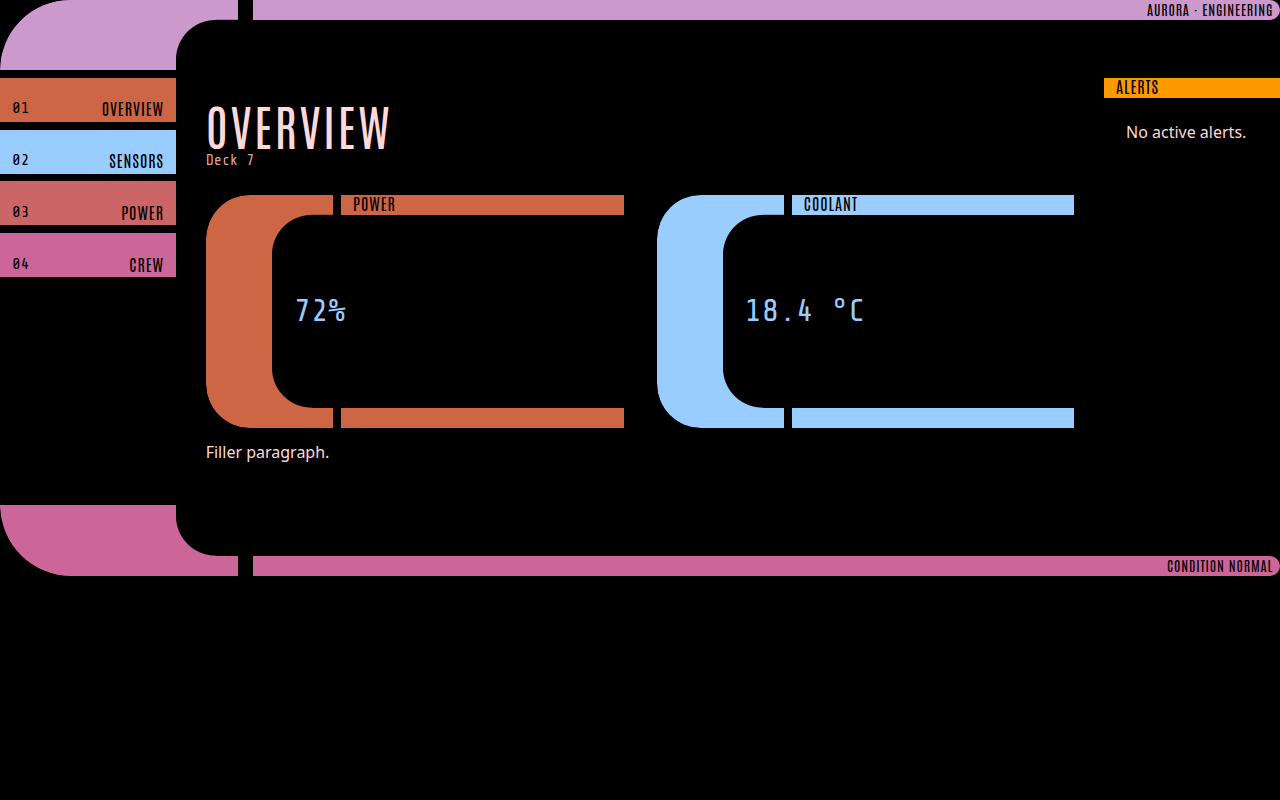 AURORA · ENGINEERING
01 OVERVIEW
02 SENSORS
03 POWER
04 CREW
OVERVIEW
Deck 7
POWER
72%
COOLANT
18.4 °C
Filler paragraph.
ALERTS
No active alerts.
CONDITION NORMAL